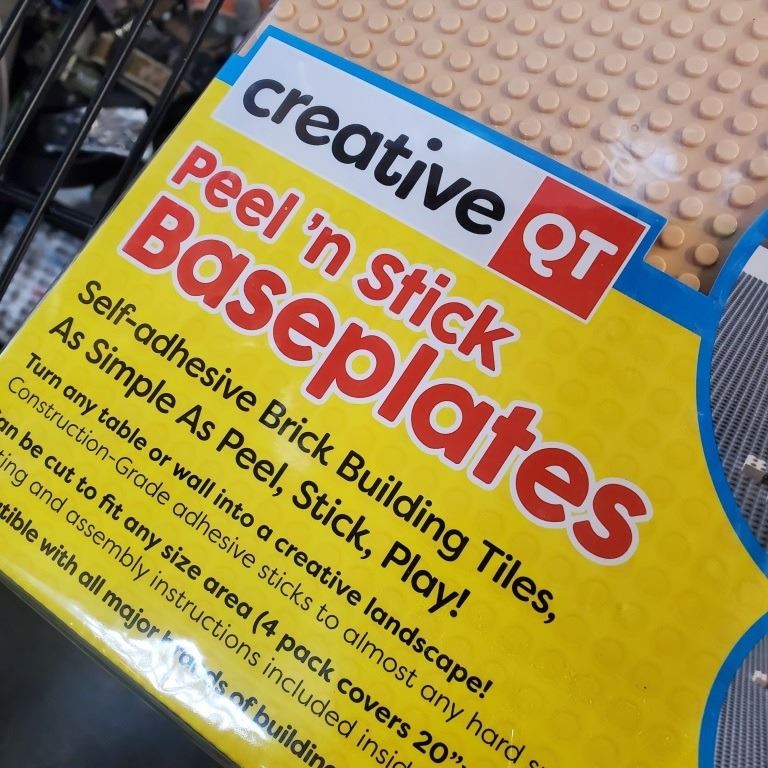 creative QT
Peel 'n Stick
Baseplates
Self-adhesive Brick Building Tiles,
As Simple As Peel, Stick, Play!
Turn any table or wall into a creative landscape!
Construction-Grade adhesive sticks to almost any hard
be cut to fit any size area (4 pack covers 20"
and assembly instructions included
with all major brands of